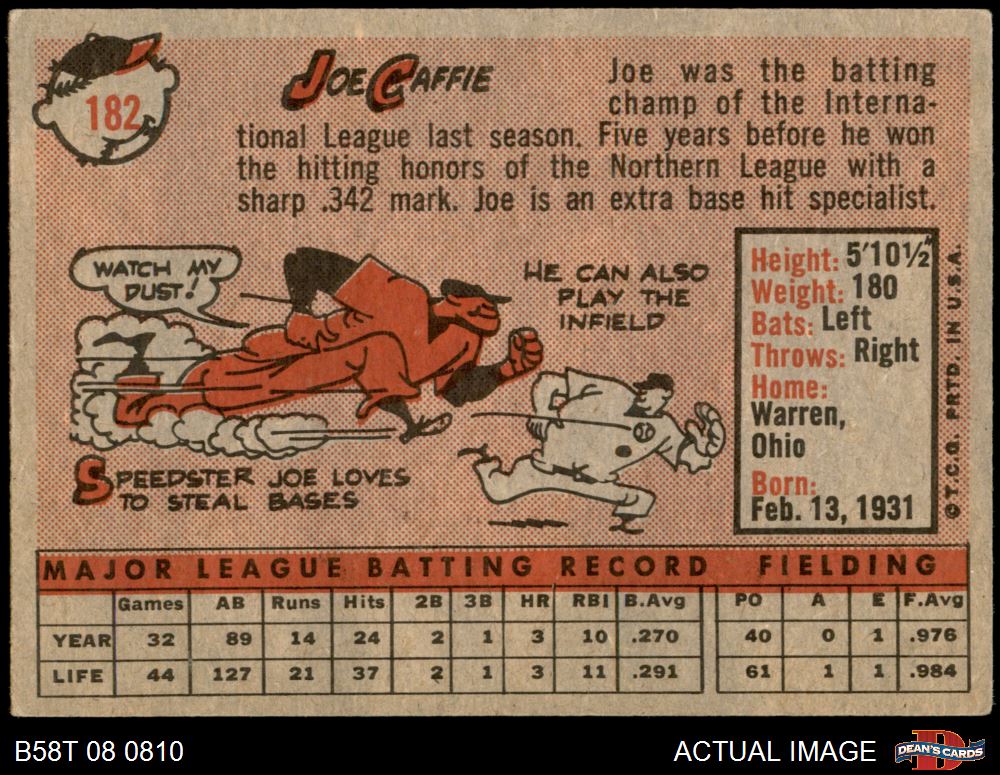 182
JOE CAFFIE
Joe was the batting
champ of the Interna-
tional League last season. Five years before he won
the hitting honors of the Northern League with a
sharp .342 mark. Joe is an extra base hit specialist.
WATCH MY
DUST!
SPEEDSTER JOE LOVES
TO STEAL BASES
HE CAN ALSO
PLAY THE
INFIELD
Height: 5'10½"
Weight: 180
Bats: Left
Throws: Right
Home:
Warren,
Ohio
Born:
Feb. 13, 1931
©T.C.G. PRTD. IN U.S.A.
MAJOR LEAGUE BATTING RECORD FIELDING
Games AB Runs Hits 2B 3B HR RBI B.Avg PO A E F.Avg
YEAR 32 89 14 24 2 1 3 10 .270 40 0 1 .976
LIFE 44 127 21 37 2 1 3 11 .291 61 1 1 .984
B58T 08 0810
ACTUAL IMAGE
DEAN'S CARDS